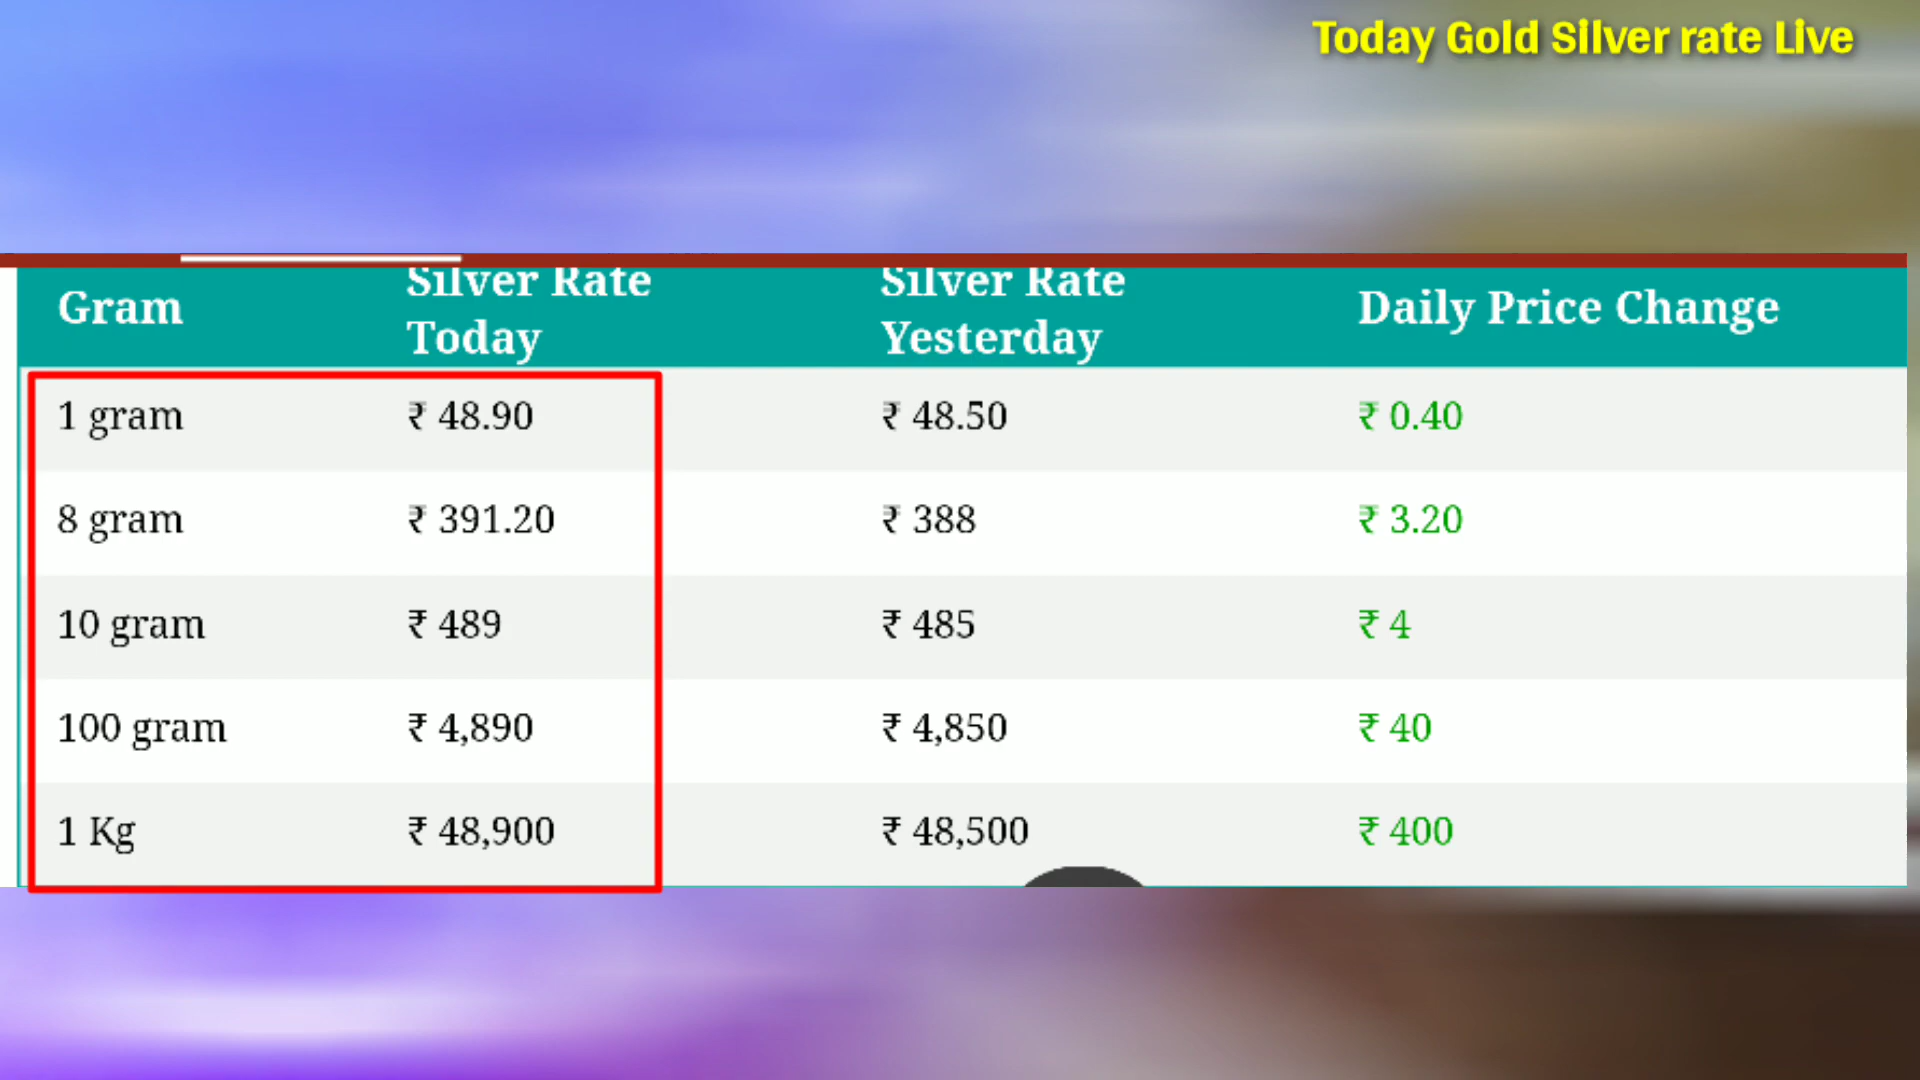 Today Gold Silver rate Live
Gram Silver Rate Today Silver Rate Yesterday Daily Price Change
1 gram ₹ 48.90 ₹ 48.50 ₹ 0.40
8 gram ₹ 391.20 ₹ 388 ₹ 3.20
10 gram ₹ 489 ₹ 485 ₹ 4
100 gram ₹ 4,890 ₹ 4,850 ₹ 40
1 Kg ₹ 48,900 ₹ 48,500 ₹ 400